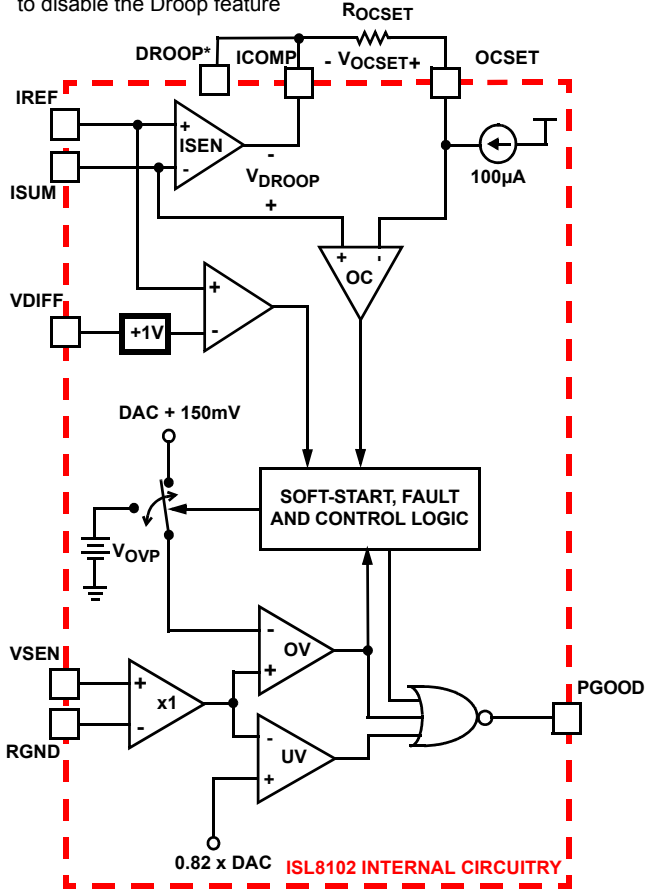 to disable the Droop feature
ROCSET
DROOP*
ICOMP
- VOCSET+
OCSET
IREF
+
ISEN
-
-
VDROOP
+
100µA
ISUM
+
-
OC
VDIFF
+1V
+
-
DAC + 150mV
SOFT-START, FAULT
AND CONTROL LOGIC
VOVP
-
OV
+
VSEN
+
x1
-
RGND
PGOOD
-
UV
+
0.82 x DAC
ISL8102 INTERNAL CIRCUITRY